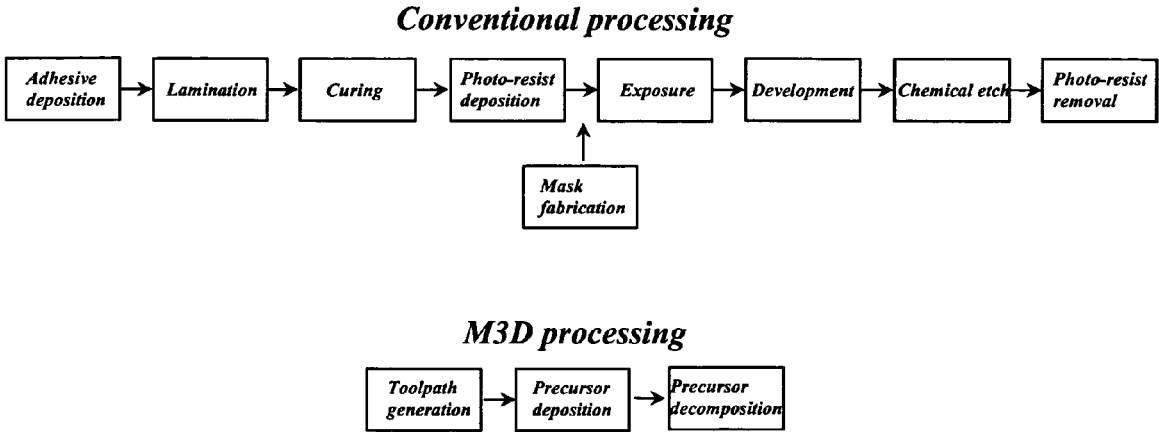 Conventional processing
Adhesive
deposition
Lamination
Curing
Photo-resist
deposition
Exposure
Development
Chemical etch
Photo-resist
removal
Mask
fabrication
M3D processing
Toolpath
generation
Precursor
deposition
Precursor
decomposition